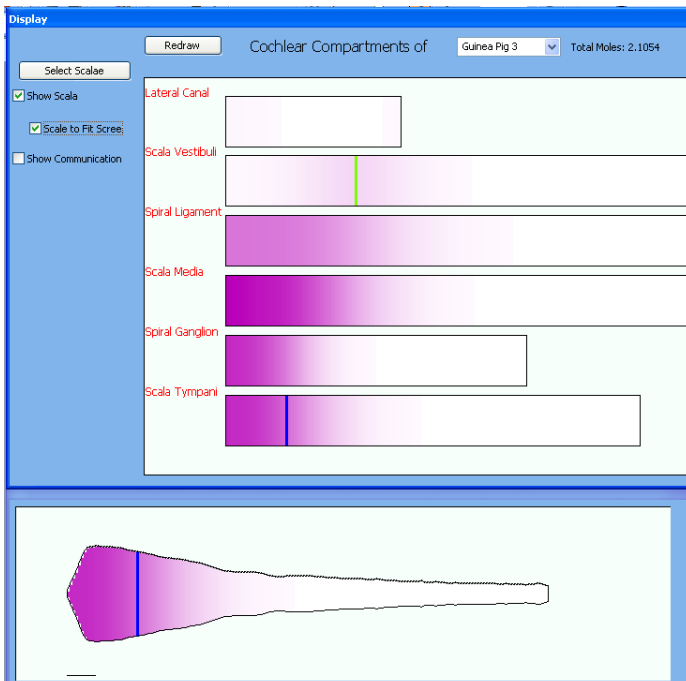 Display
Redraw
Cochlear Compartments of
Guinea Pig 3
Total Moles: 2.1054
Select Scalae
Show Scala
Scale to Fit Scree
Show Communication
Lateral Canal
Scala Vestibuli
Spiral Ligament
Scala Media
Spiral Ganglion
Scala Tympani